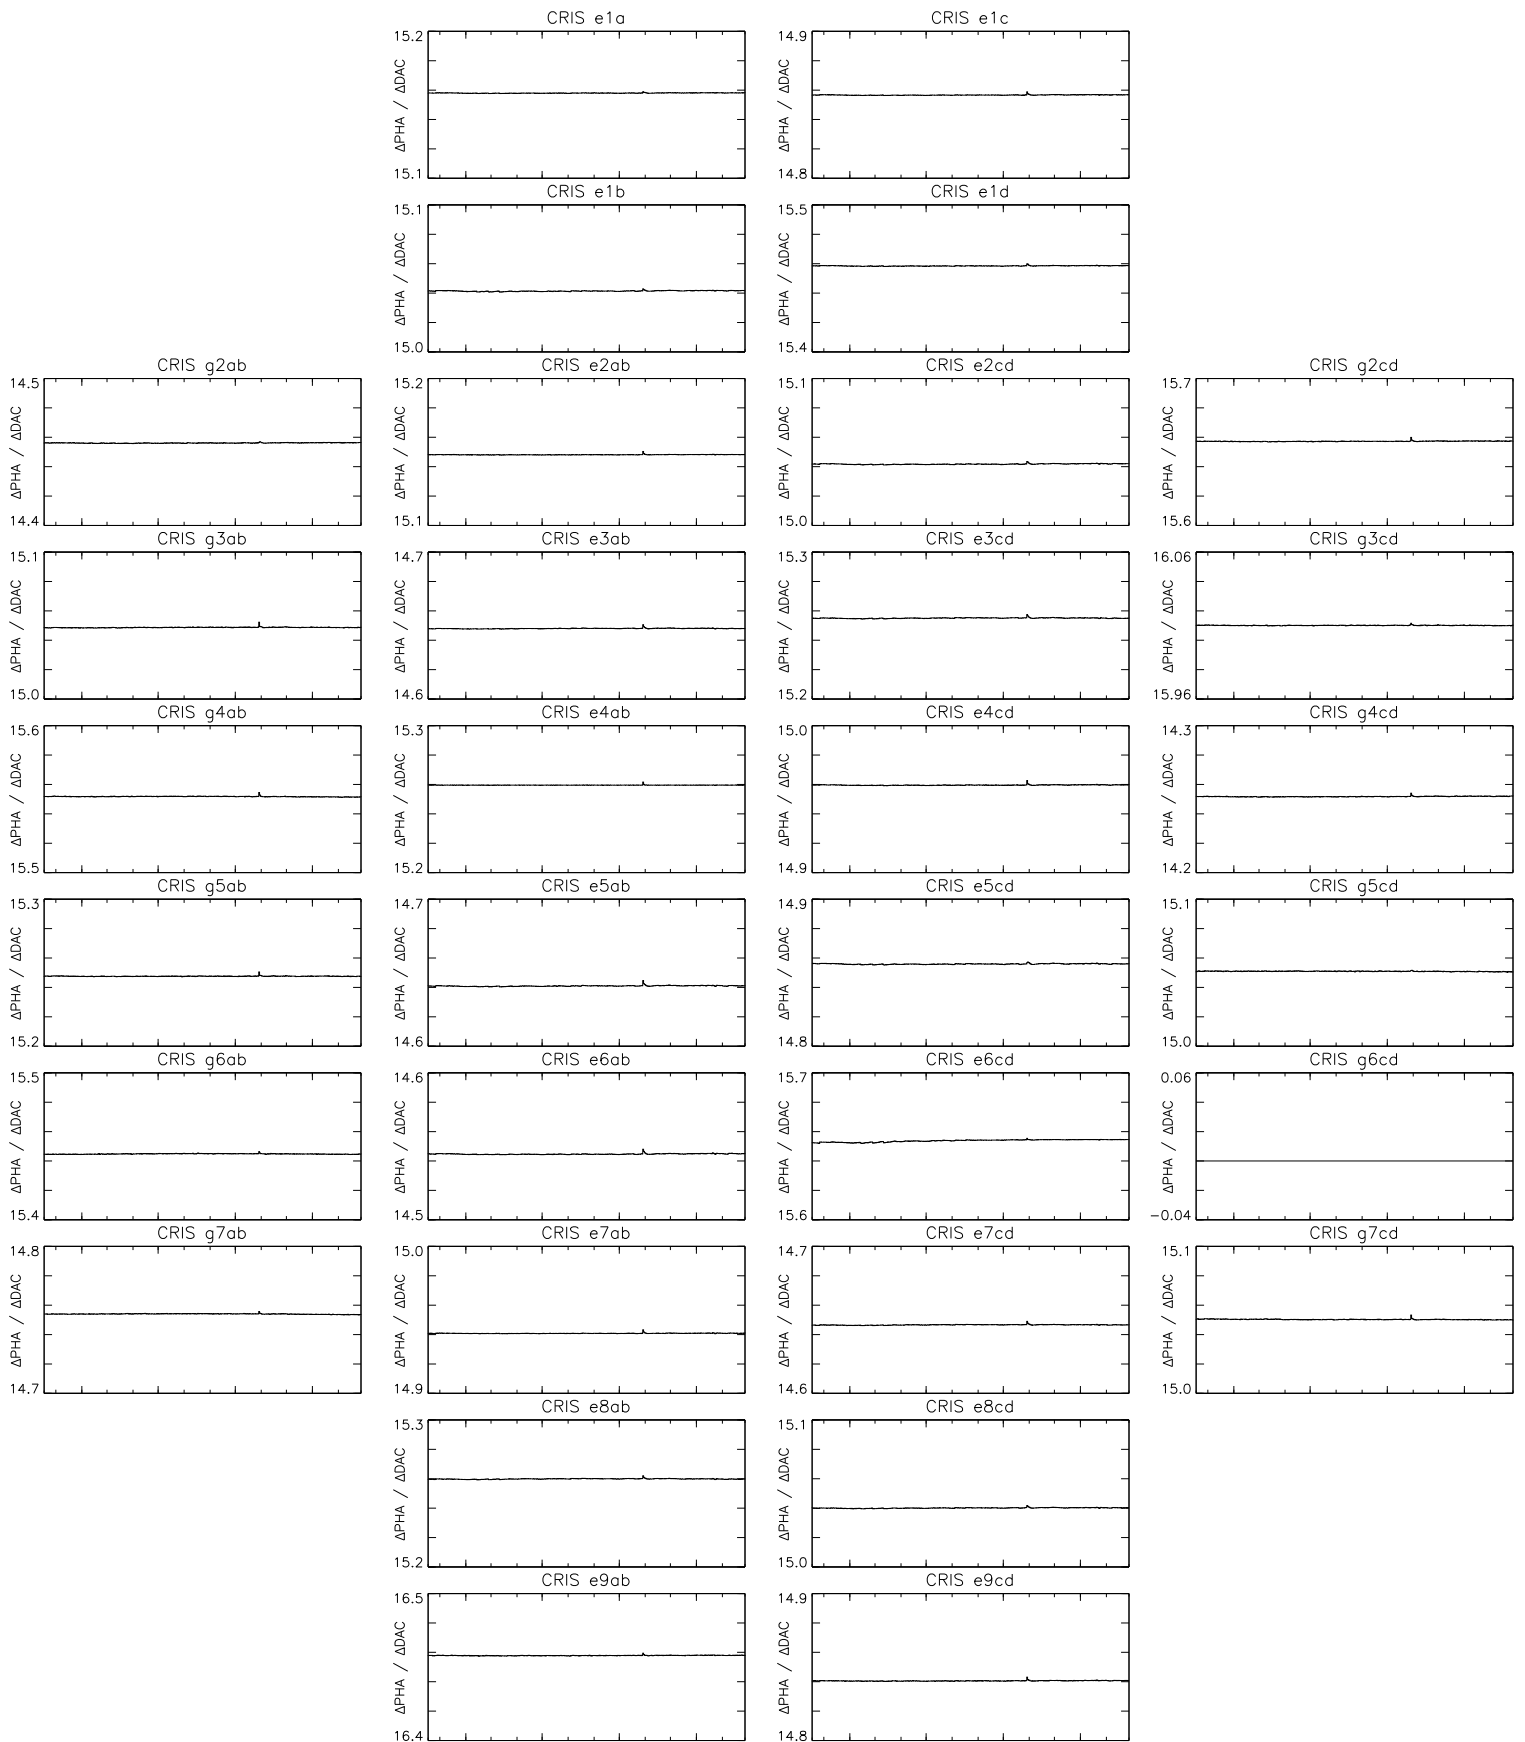 CRIS e1a
15.2
ΔPHA / ΔDAC
15.1
CRIS e1c
14.9
ΔPHA / ΔDAC
14.8
CRIS e1b
15.1
ΔPHA / ΔDAC
15.0
CRIS e1d
15.5
ΔPHA / ΔDAC
15.4
CRIS g2ab
14.5
ΔPHA / ΔDAC
14.4
CRIS e2ab
15.2
ΔPHA / ΔDAC
15.1
CRIS e2cd
15.1
ΔPHA / ΔDAC
15.0
CRIS g2cd
15.7
ΔPHA / ΔDAC
15.6
CRIS g3ab
15.1
ΔPHA / ΔDAC
15.0
CRIS e3ab
14.7
ΔPHA / ΔDAC
14.6
CRIS e3cd
15.3
ΔPHA / ΔDAC
15.2
CRIS g3cd
16.06
ΔPHA / ΔDAC
15.96
CRIS g4ab
15.6
ΔPHA / ΔDAC
15.5
CRIS e4ab
15.3
ΔPHA / ΔDAC
15.2
CRIS e4cd
15.0
ΔPHA / ΔDAC
14.9
CRIS g4cd
14.3
ΔPHA / ΔDAC
14.2
CRIS g5ab
15.3
ΔPHA / ΔDAC
15.2
CRIS e5ab
14.7
ΔPHA / ΔDAC
14.6
CRIS e5cd
14.9
ΔPHA / ΔDAC
14.8
CRIS g5cd
15.1
ΔPHA / ΔDAC
15.0
CRIS g6ab
15.5
ΔPHA / ΔDAC
15.4
CRIS e6ab
14.6
ΔPHA / ΔDAC
14.5
CRIS e6cd
15.7
ΔPHA / ΔDAC
15.6
CRIS g6cd
0.06
ΔPHA / ΔDAC
−0.04
CRIS g7ab
14.8
ΔPHA / ΔDAC
14.7
CRIS e7ab
15.0
ΔPHA / ΔDAC
14.9
CRIS e7cd
14.7
ΔPHA / ΔDAC
14.6
CRIS g7cd
15.1
ΔPHA / ΔDAC
15.0
CRIS e8ab
15.3
ΔPHA / ΔDAC
15.2
CRIS e8cd
15.1
ΔPHA / ΔDAC
15.0
CRIS e9ab
16.5
ΔPHA / ΔDAC
16.4
CRIS e9cd
14.9
ΔPHA / ΔDAC
14.8